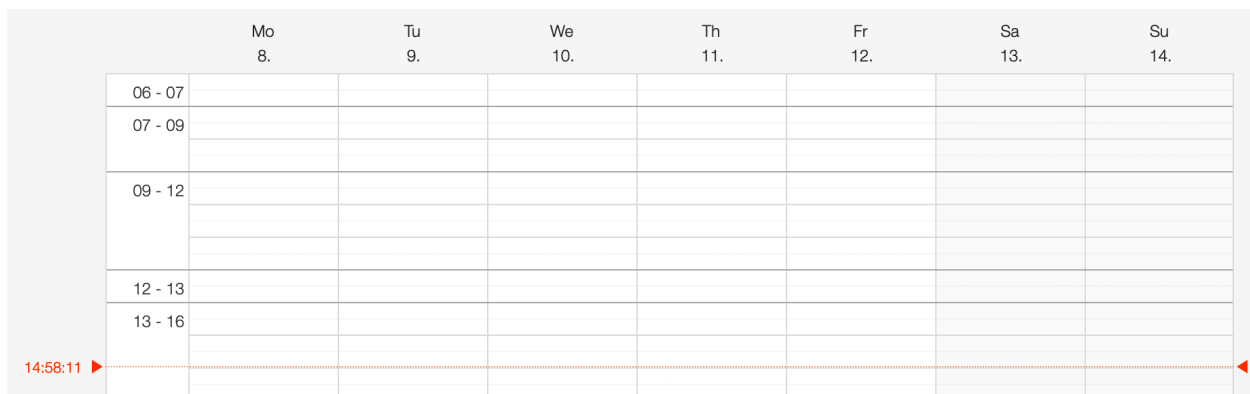 Mo Tu We Th Fr Sa Su
8. 9. 10. 11. 12. 13. 14.
06 - 07
07 - 09
09 - 12
12 - 13
13 - 16
14:58:11